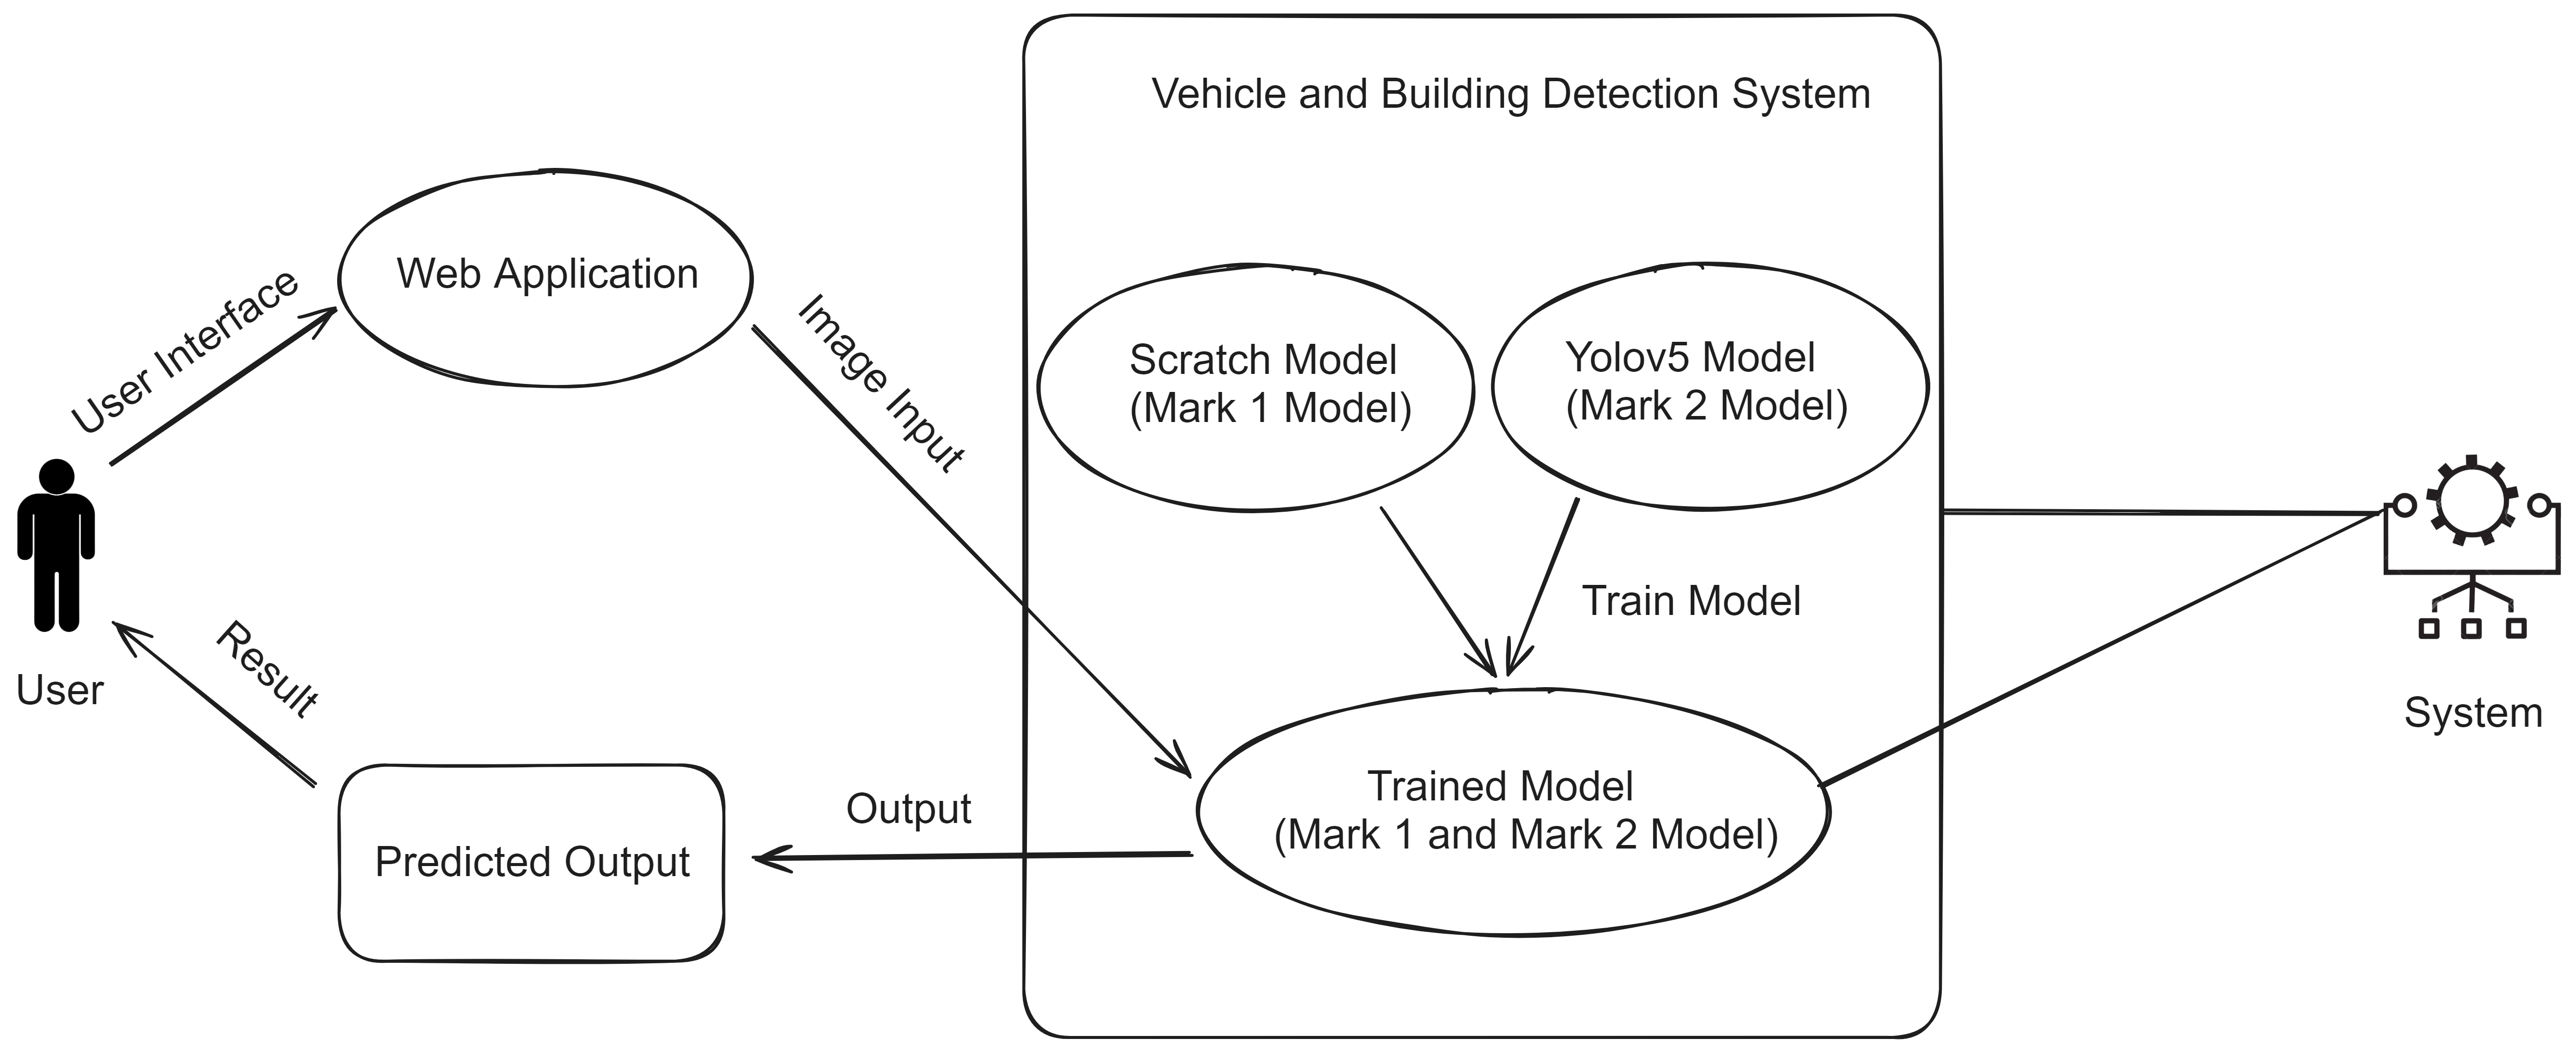 Vehicle and Building Detection System
Web Application
User Interface
Image Input
Scratch Model
(Mark 1 Model)
Yolov5 Model
(Mark 2 Model)
Train Model
User
Result
System
Trained Model
(Mark 1 and Mark 2 Model)
Output
Predicted Output